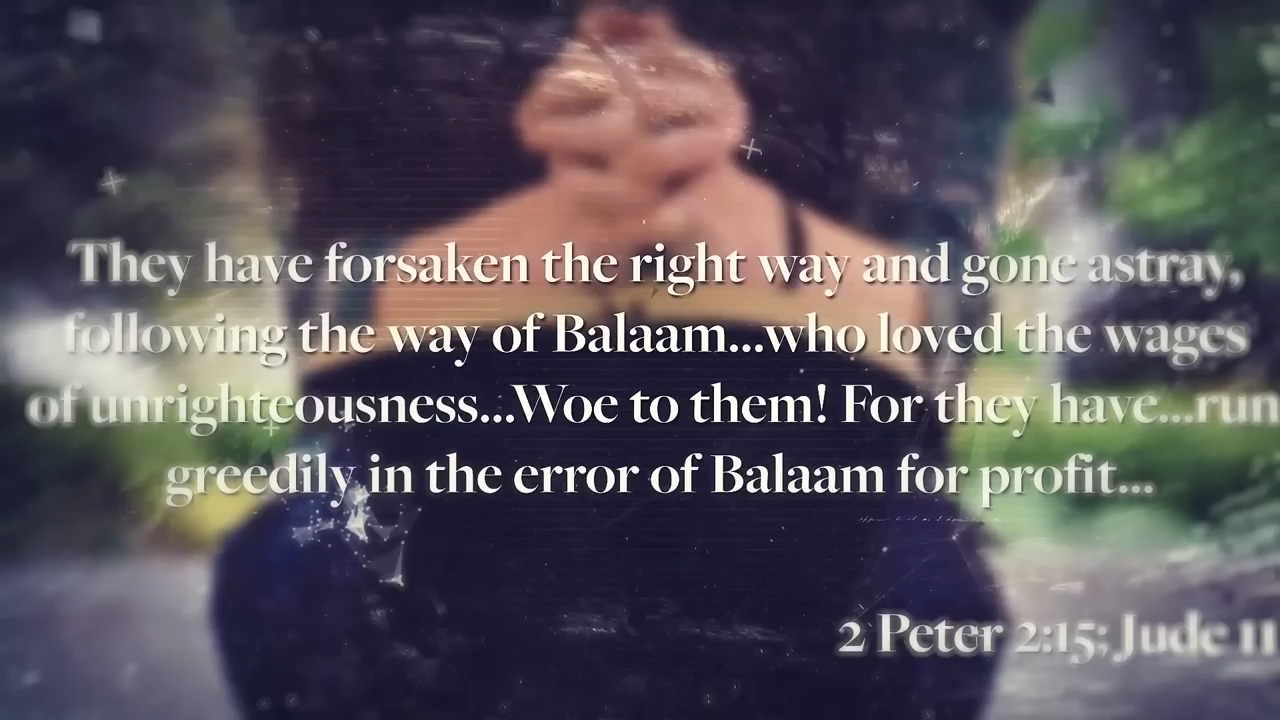 They have forsaken the right way and gone astray,
following the way of Balaam...who loved the wages
of unrighteousness...Woe to them! For they have...run
greedily in the error of Balaam for profit...
2 Peter 2:15; Jude 11